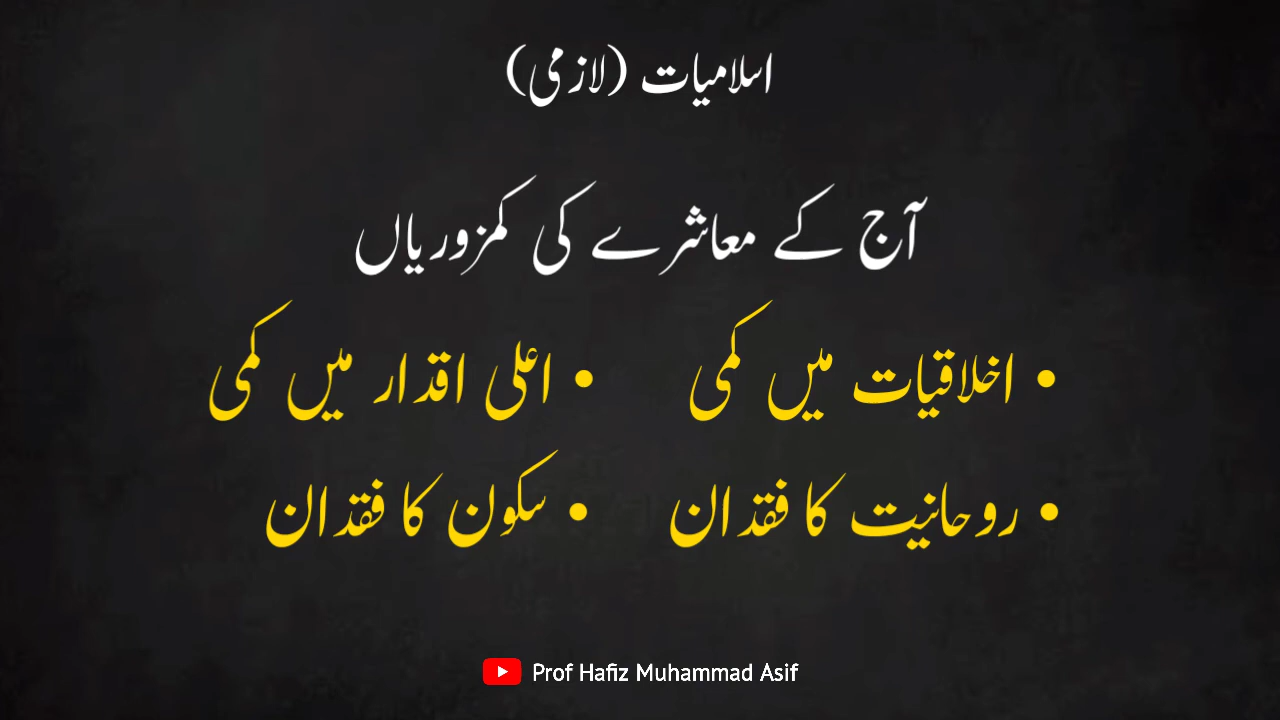 اسلامیات (لازمی)
آج کے معاشرے کی کمزوریاں
• اخلاقیات میں کمی • اعلی اقدار میں کمی
• روحانیت کا فقدان • سکون کا فقدان
Prof Hafiz Muhammad Asif